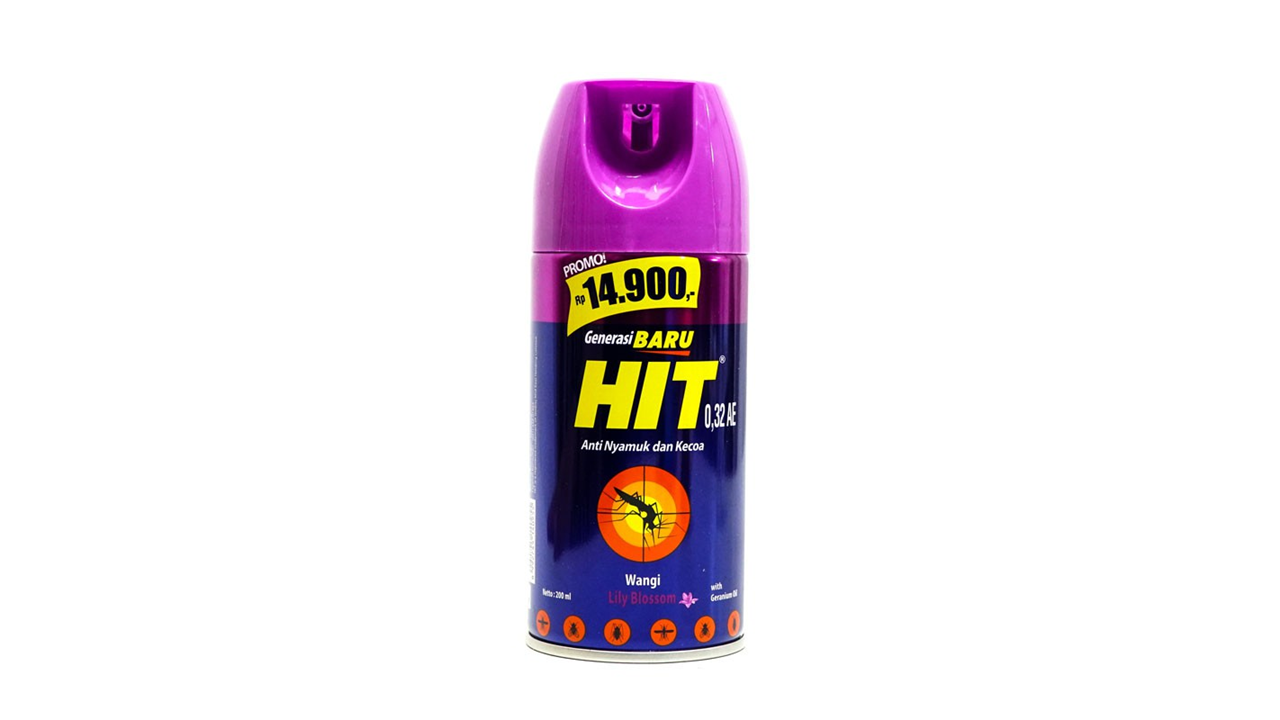 PROMO!
Rp 14.900,-
Generasi BARU
HIT®
0,32 AE
Anti Nyamuk dan Kecoa
Wangi
Lily Blossom
Netto : 200 ml
with
Geranium Oil